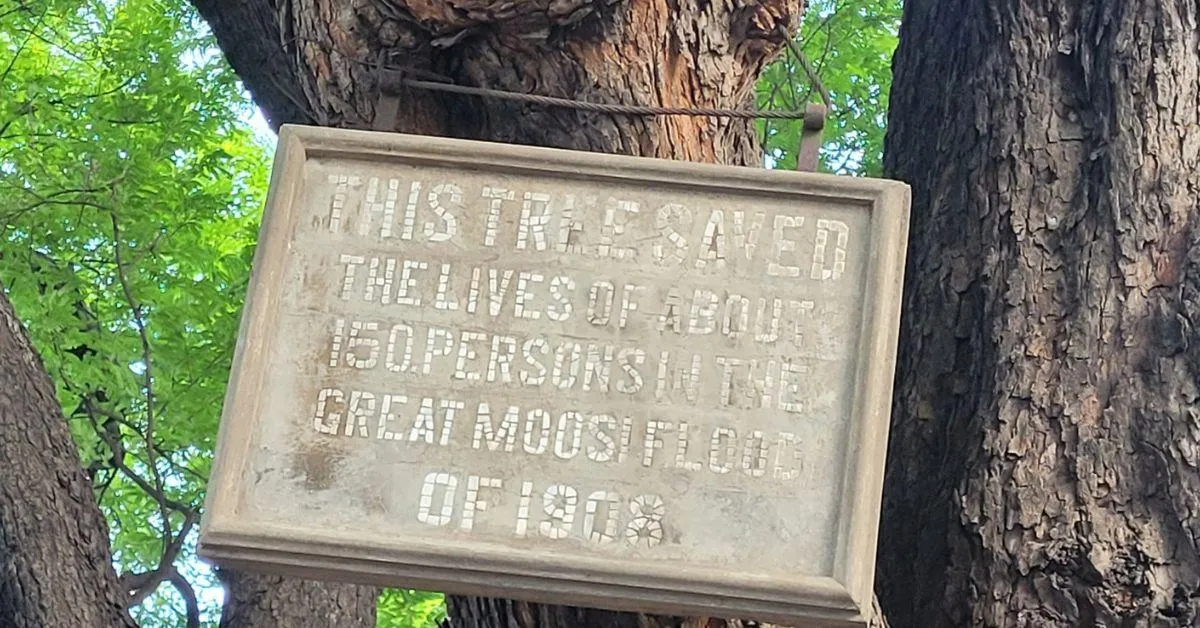 THIS TREE SAVED
THE LIVES OF ABOUT
150.PERSONS IN THE
GREAT MOOSI FLOOD
OF 1908